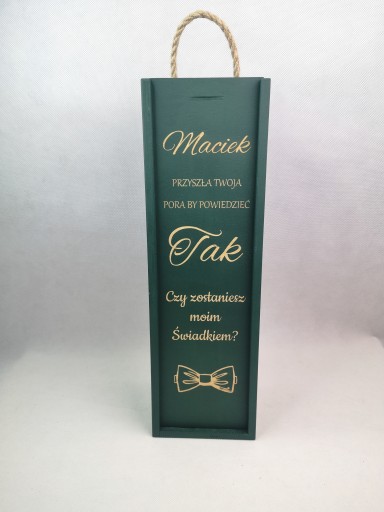 Maciek
PRZYSZŁA TWOJA
PORA BY POWIEDZIEĆ
Tak
Czy zostaniesz
moim
Świadkiem?